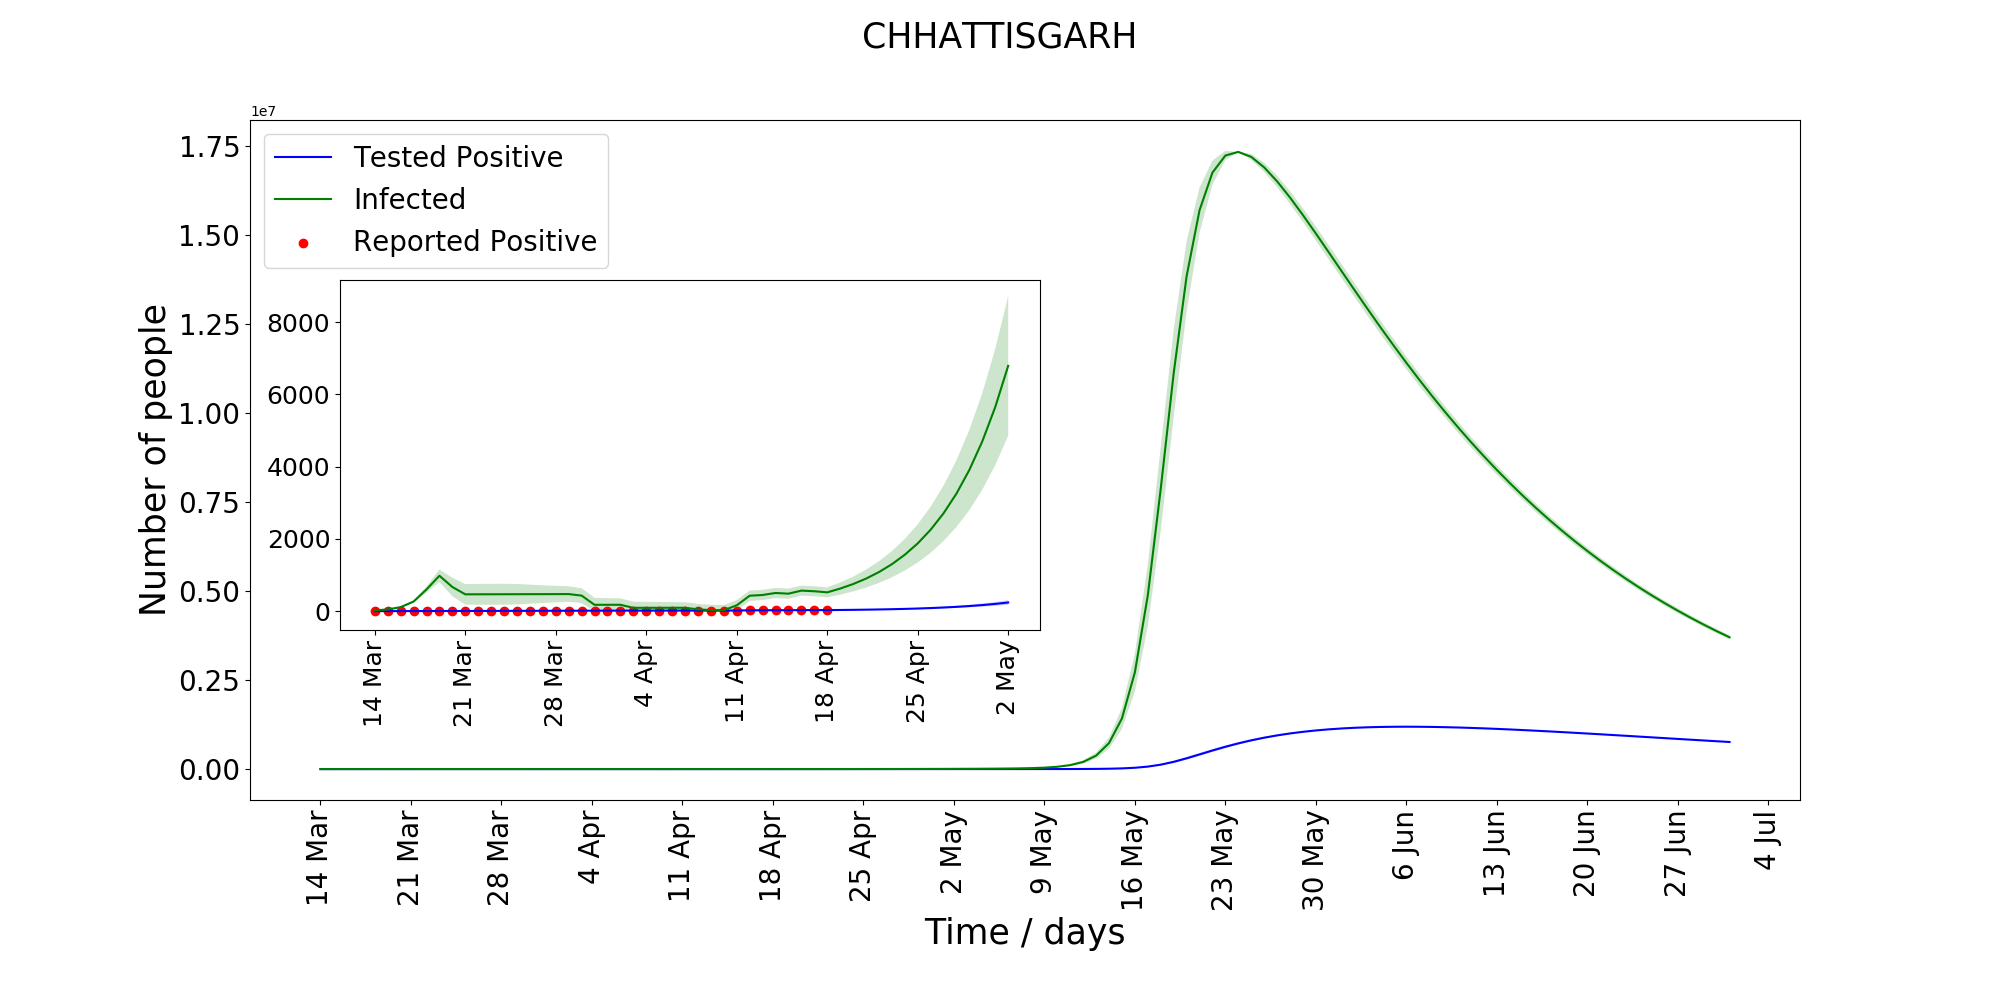 CHHATTISGARH
1e7
Tested Positive
Infected
Reported Positive
Number of people
1.75
1.50
1.25
1.00
0.75
0.50
0.25
0.00
8000
6000
4000
2000
0
14 Mar
21 Mar
28 Mar
4 Apr
11 Apr
18 Apr
25 Apr
2 May
14 Mar
21 Mar
28 Mar
4 Apr
11 Apr
18 Apr
25 Apr
2 May
9 May
16 May
23 May
30 May
6 Jun
13 Jun
20 Jun
27 Jun
4 Jul
Time / days